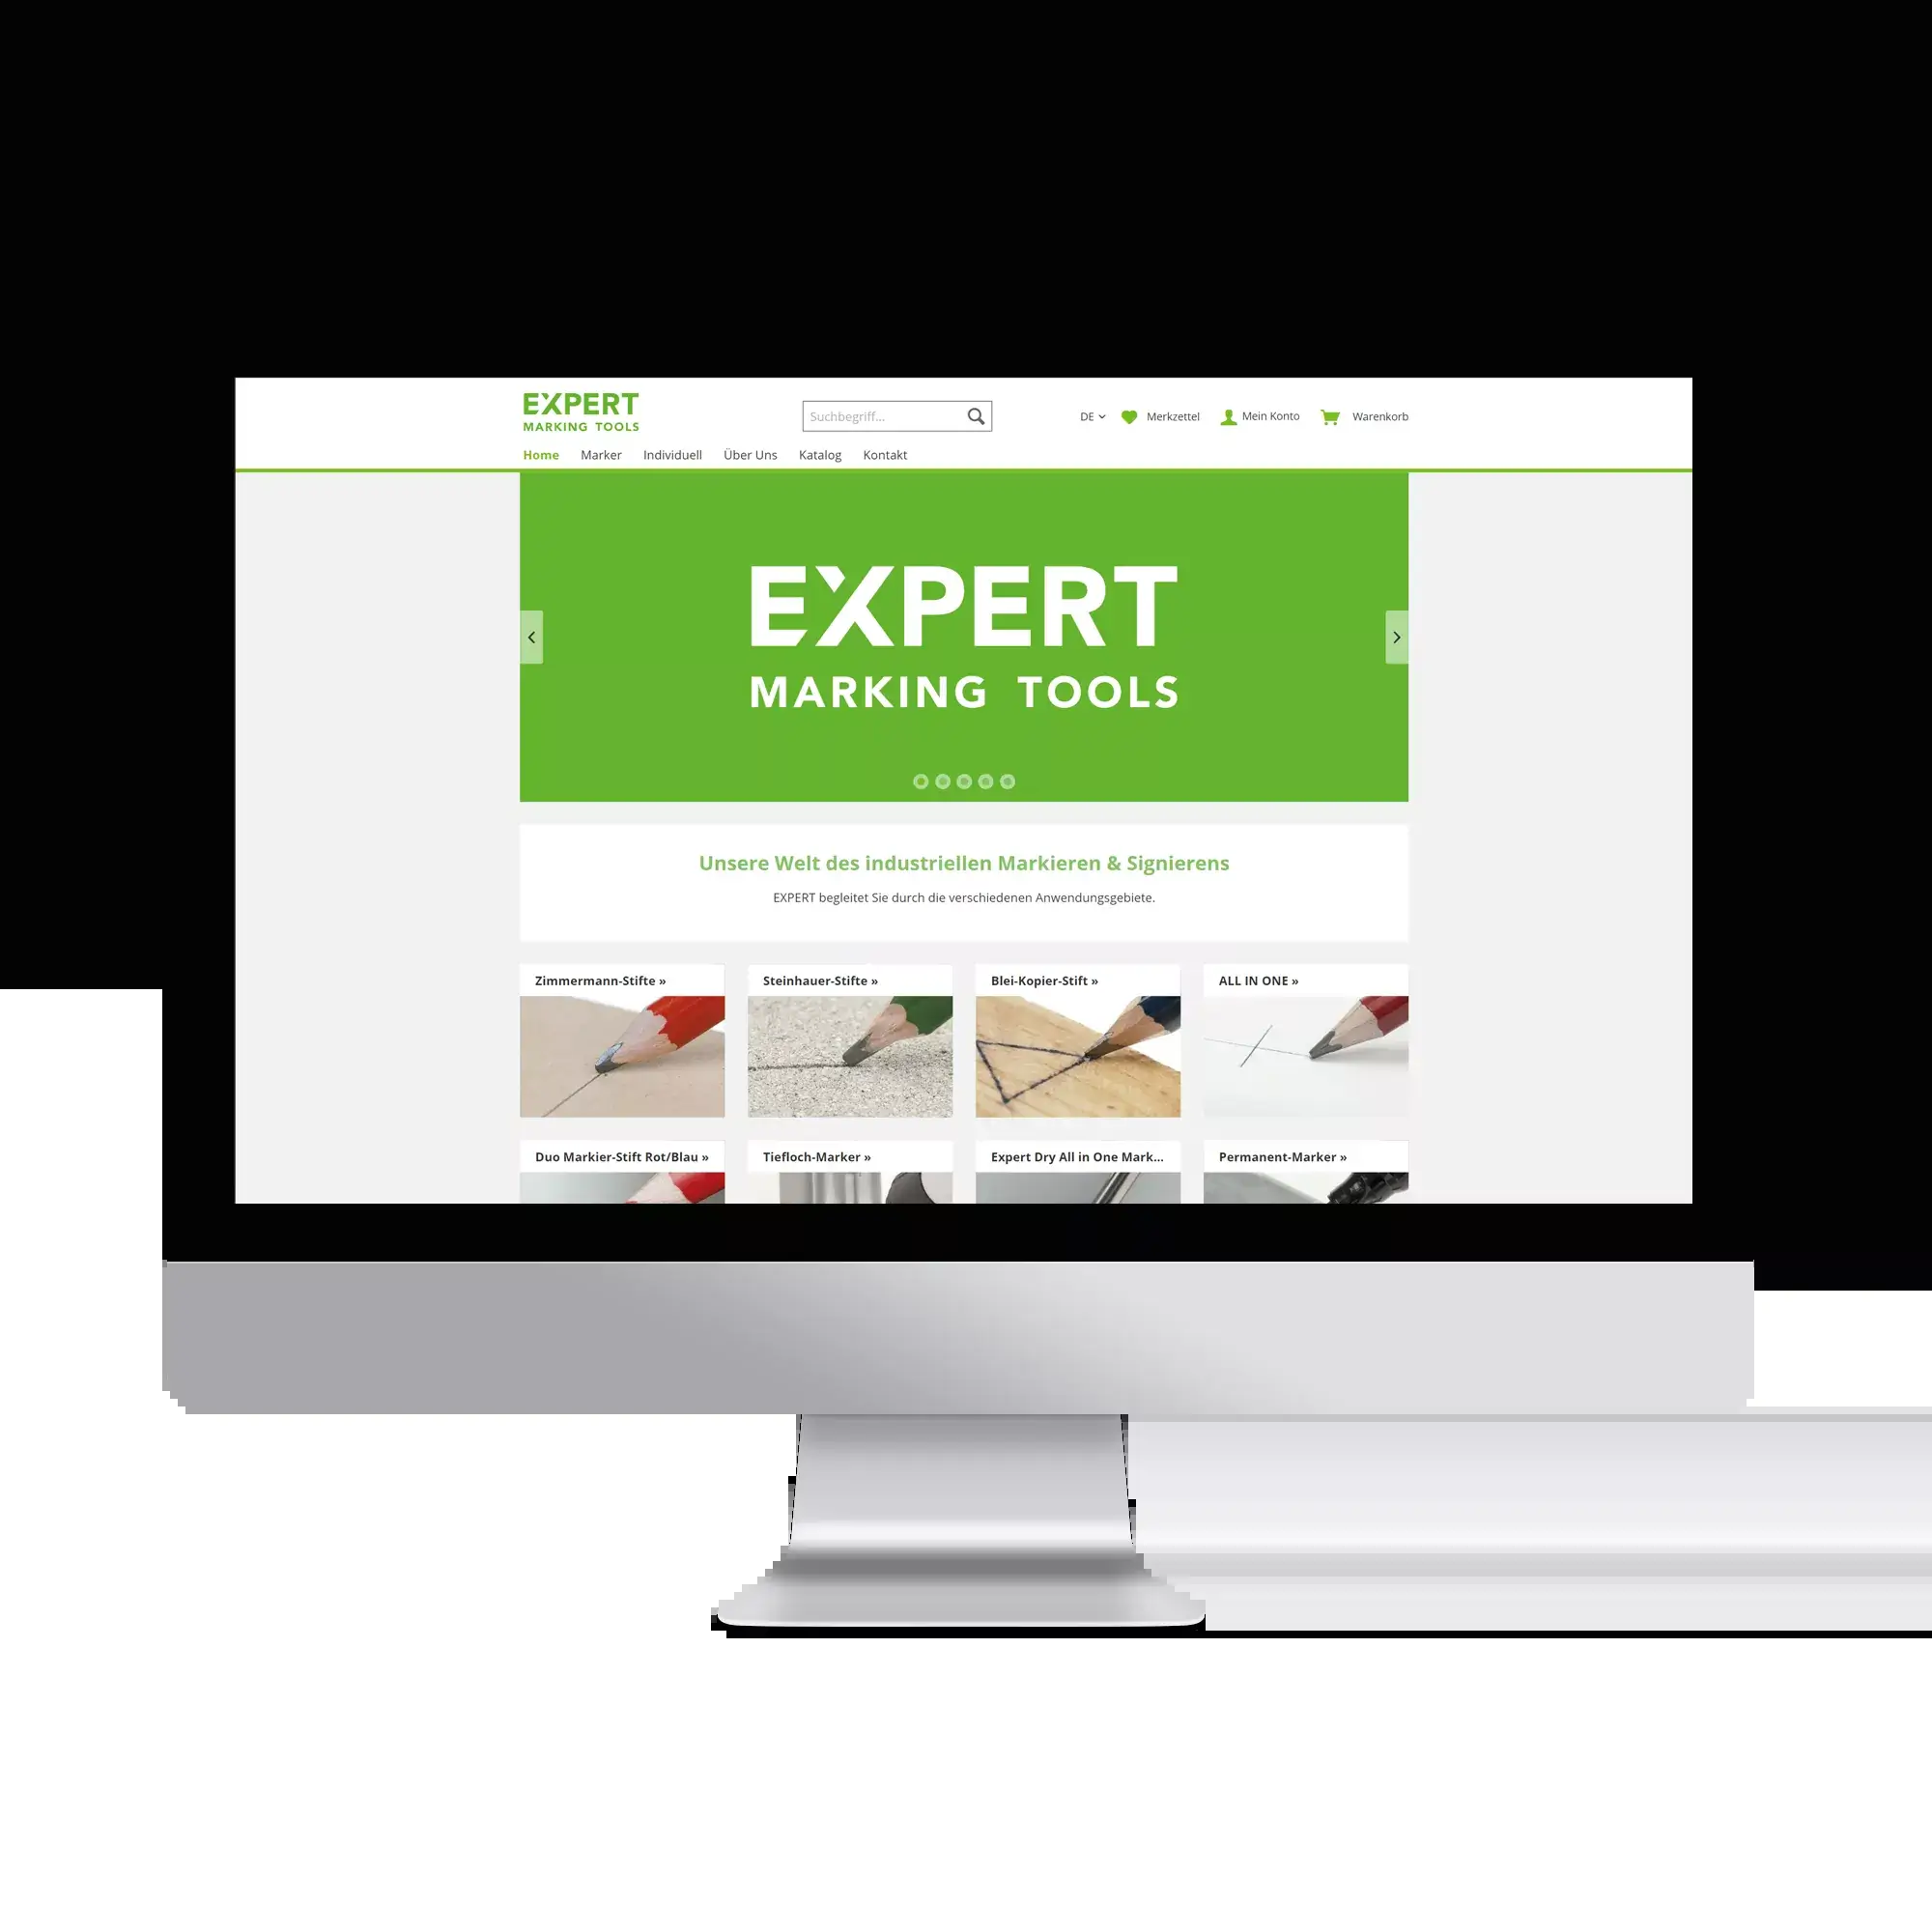 EXPERT
MARKING TOOLS
Suchbegriff...
DE
Merkzettel
Mein Konto
Warenkorb
Home
Marker
Individuell
Über Uns
Katalog
Kontakt
EXPERT
MARKING TOOLS
Unsere Welt des industriellen Markieren & Signierens
EXPERT begleitet Sie durch die verschiedenen Anwendungsgebiete.
Zimmermann-Stifte »
Steinhauer-Stifte »
Blei-Kopier-Stift »
ALL IN ONE »
Duo Markier-Stift Rot/Blau »
Tiefloch-Marker »
Expert Dry All in One Mark...
Permanent-Marker »